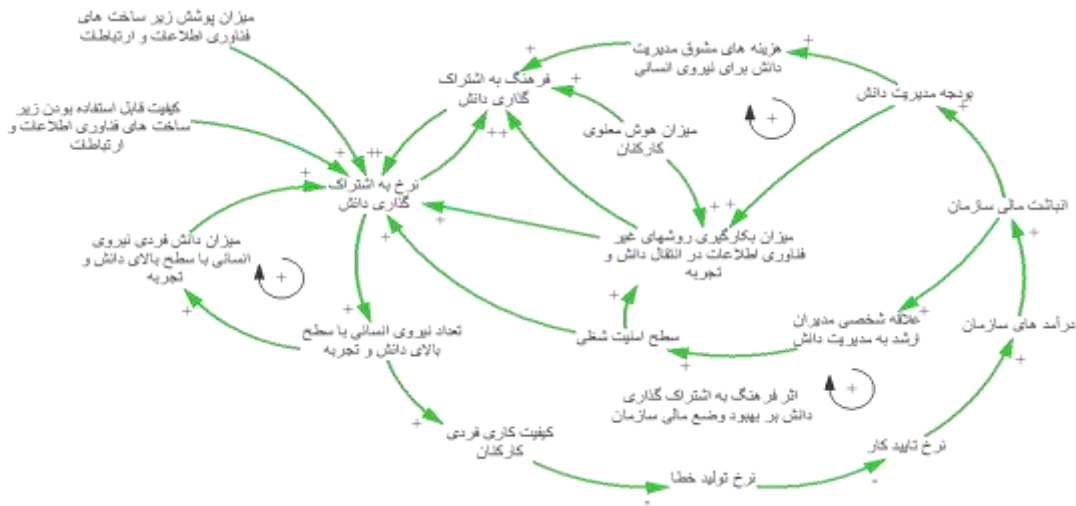 میزان پوشش زیر ساخت های
فناوری اطلاعات و ارتباطات
هزینه های مشوق مدیریت
دانش برای نیروی انسانی
فرهنگ به اشتراک
گذاری دانش
بودجه مدیریت دانش
کیفیت قابل استفاده بودن زیر
ساخت های فناوری اطلاعات و
ارتباطات
میزان هوش معنوی
کارکنان
نرخ به اشتراک
گذاری دانش
انباشت مالی سازمان
میزان بکارگیری روشهای غیر
فناوری اطلاعات در انتقال دانش و
تجربه
میزان دانش فردی نیروی
انسانی با سطح بالای دانش و
تجربه
علاقه شخصی مدیران
ارشد به مدیریت دانش
درآمد های سازمان
تعداد نیروی انسانی با سطح
بالای دانش و تجربه
سطح امنیت شغلی
اثر فرهنگ به اشتراک گذاری
دانش بر بهبود وضع مالی سازمان
کیفیت کاری فردی
کارکنان
نرخ تایید کار
نرخ تولید خطا